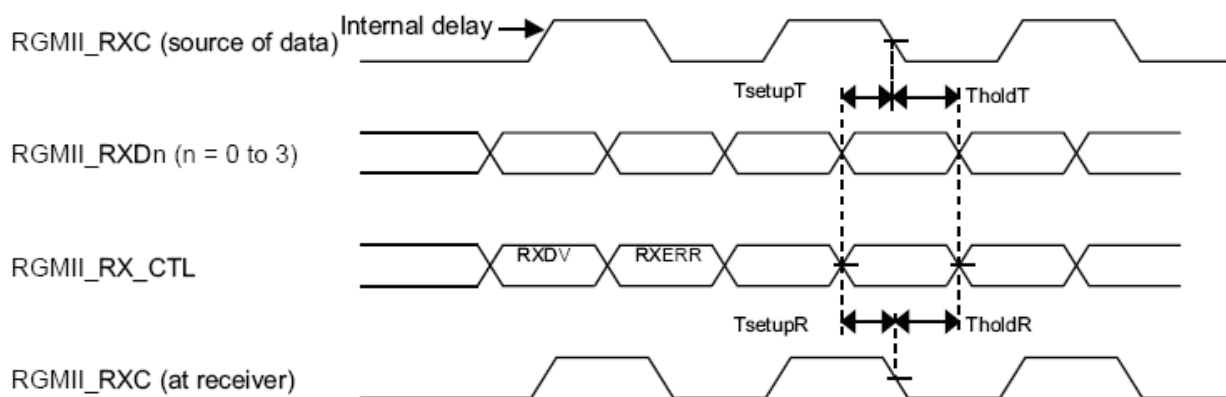 Internal delay
RGMII_RXC (source of data)
TsetupT
TholdT
RGMII_RXDn (n = 0 to 3)
RXDV
RXERR
RGMII_RX_CTL
TsetupR
TholdR
RGMII_RXC (at receiver)